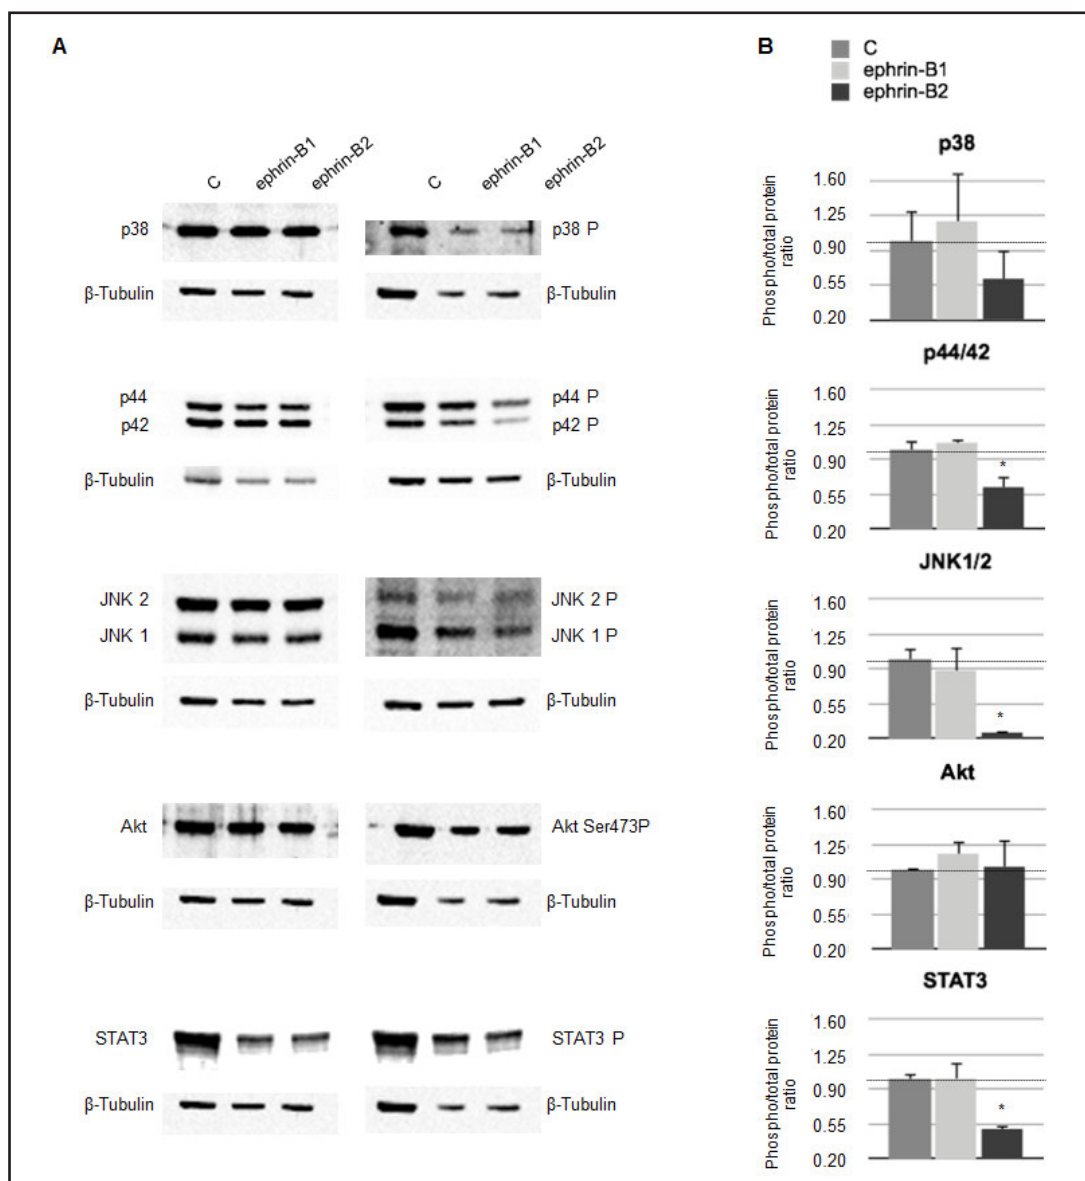 A
C
ephrin-B1
ephrin-B2
C
ephrin-B1
ephrin-B2
p38
p38 P
β-Tubulin
β-Tubulin
p44
p44 P
p42
p42 P
β-Tubulin
β-Tubulin
JNK 2
JNK 2 P
JNK 1
JNK 1 P
β-Tubulin
β-Tubulin
Akt
Akt Ser473P
β-Tubulin
β-Tubulin
STAT3
STAT3 P
β-Tubulin
β-Tubulin
B
C
ephrin-B1
ephrin-B2
p38
Phospho/total protein
ratio
1.60
1.25
0.90
0.55
0.20
p44/42
Phospho/total protein
ratio
1.60
1.25
0.90
0.55
0.20
*
JNK1/2
Phospho/total protein
ratio
1.60
1.25
0.90
0.55
0.20
*
Akt
Phospho/total protein
ratio
1.60
1.25
0.90
0.55
0.20
STAT3
Phospho/total protein
ratio
1.60
1.25
0.90
0.55
0.20
*